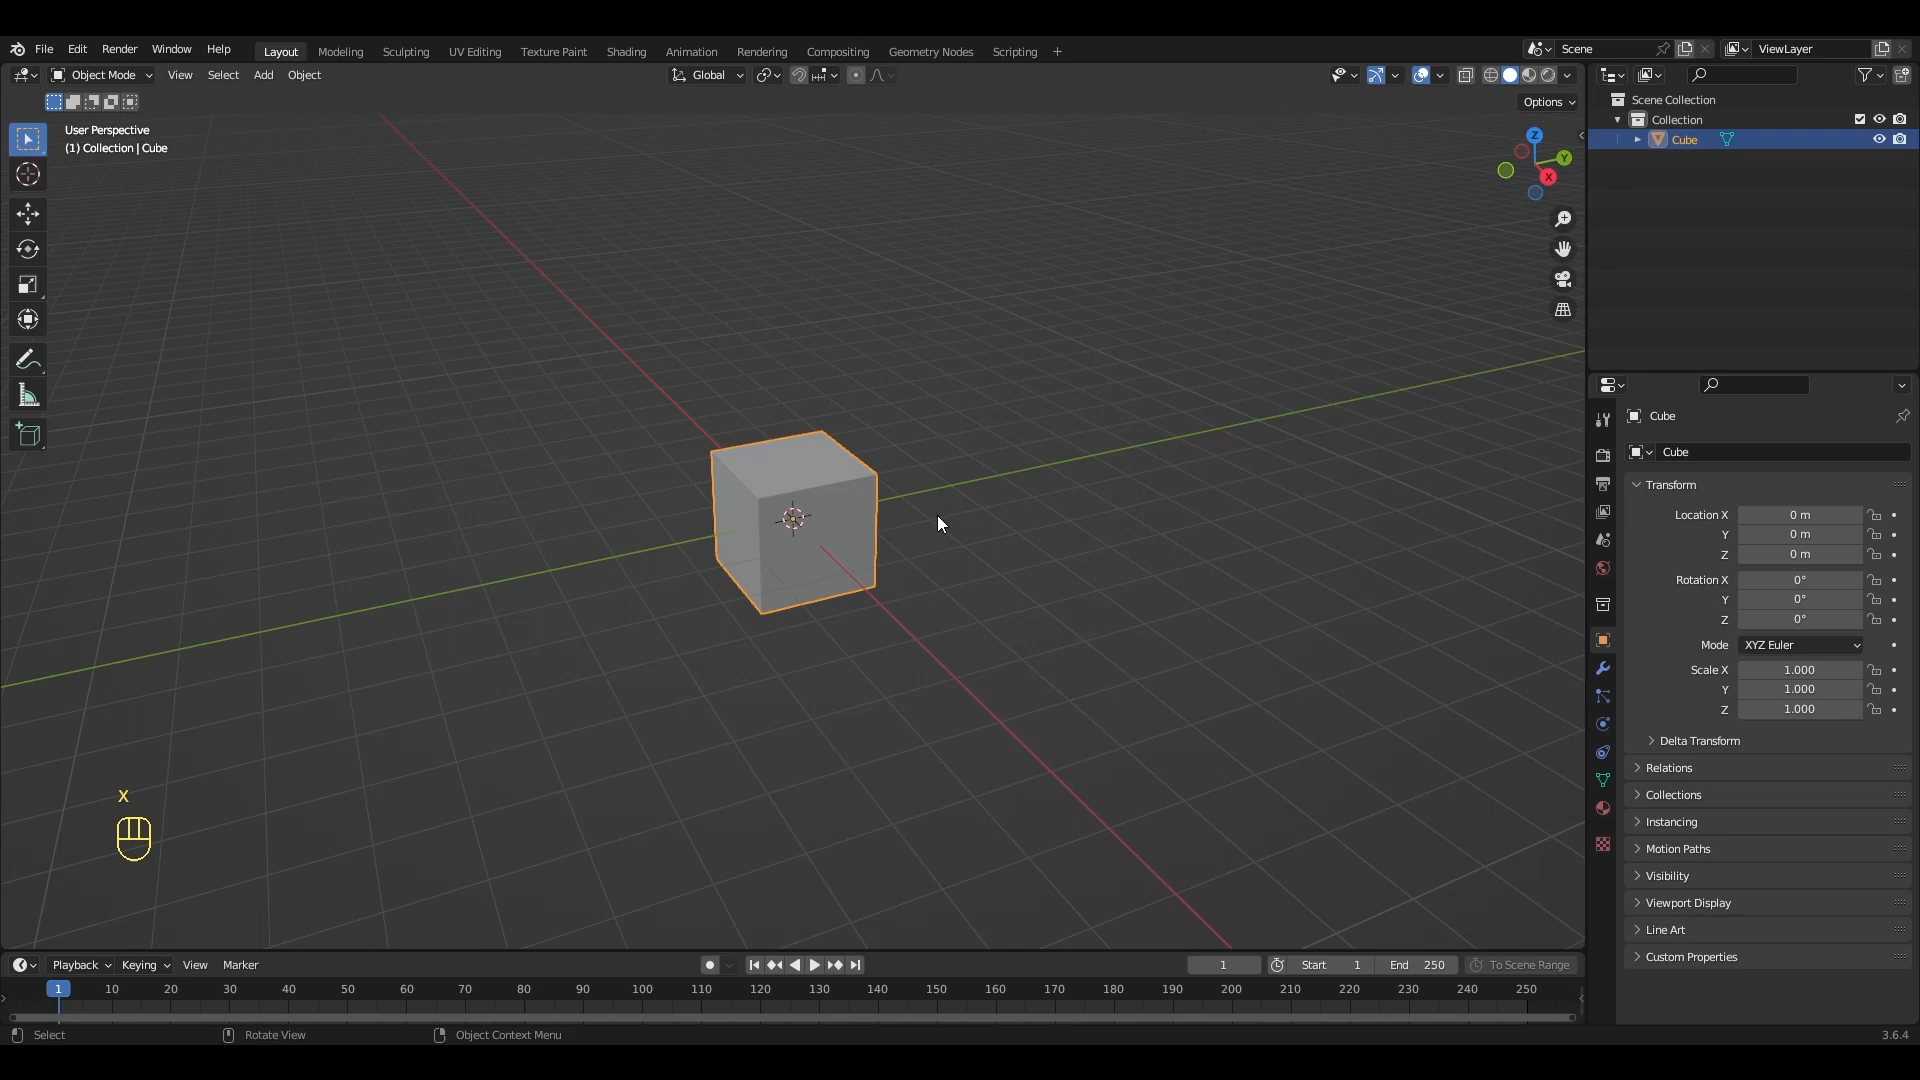 File Edit Render Window Help Layout Modeling Sculpting UV Editing Texture Paint Shading Animation Rendering Compositing Geometry Nodes Scripting + Scene ViewLayer
Object Mode View Select Add Object Global
Options
User Perspective
(1) Collection | Cube
Z
Y
X
Scene Collection
Collection
Cube
Cube
Cube
Transform
Location X 0 m
Y 0 m
Z 0 m
Rotation X 0°
Y 0°
Z 0°
Mode XYZ Euler
Scale X 1.000
Y 1.000
Z 1.000
Delta Transform
Relations
Collections
Instancing
Motion Paths
Visibility
Viewport Display
Line Art
Custom Properties
X
Playback Keying View Marker 1 Start 1 End 250 To Scene Range
1 10 20 30 40 50 60 70 80 90 100 110 120 130 140 150 160 170 180 190 200 210 220 230 240 250
Select Rotate View Object Context Menu 3.6.4